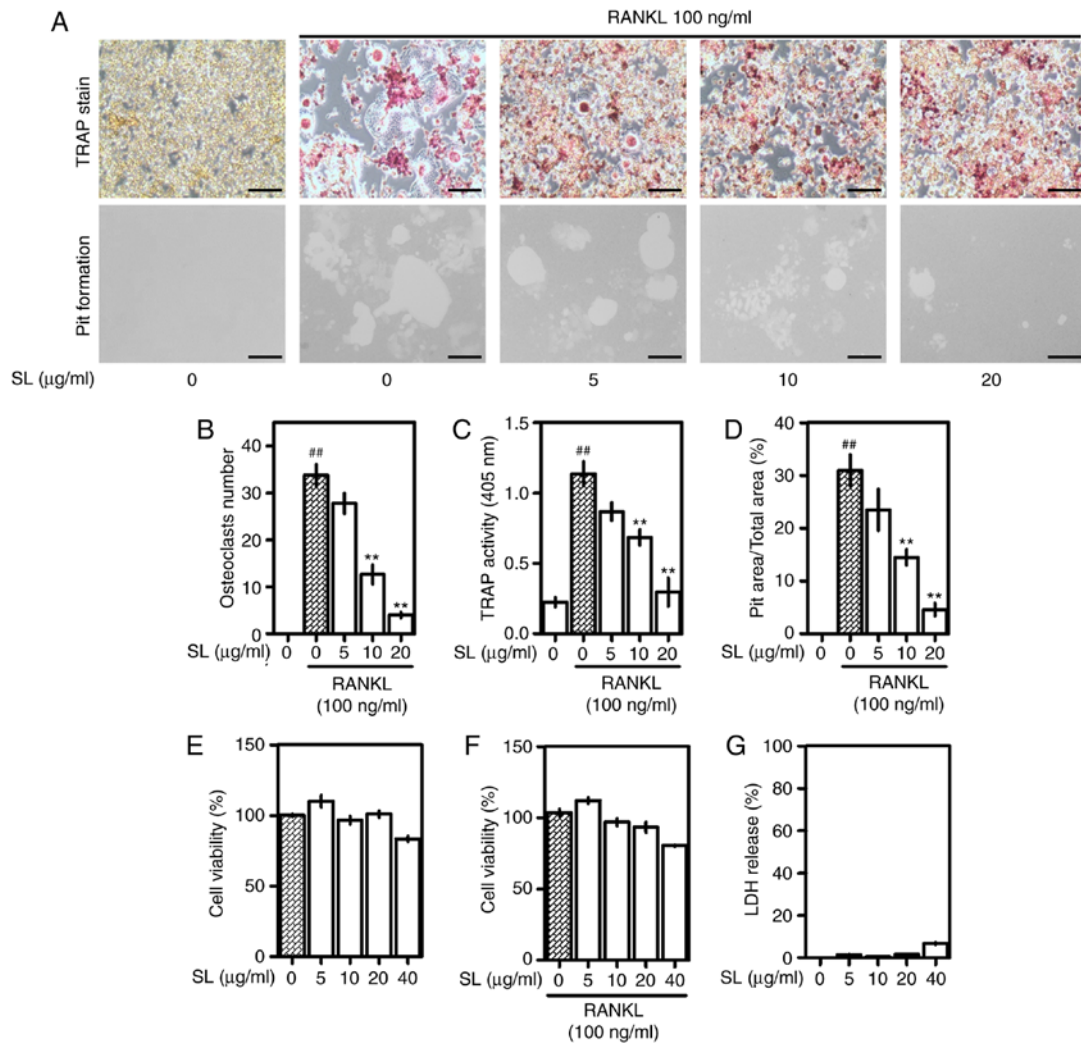 A
RANKL 100 ng/ml
TRAP stain
Pit formation
SL (µg/ml) 0 0 5 10 20
B
Osteoclasts number
40
30
20
10
0
##
**
**
SL (µg/ml) 0 0 5 10 20
RANKL
(100 ng/ml)
C
TRAP activity (405 nm)
1.5
1.0
0.5
0.0
##
**
**
SL (µg/ml) 0 0 5 10 20
RANKL
(100 ng/ml)
D
Pit area/Total area (%)
40
30
20
10
0
##
**
**
SL (µg/ml) 0 0 5 10 20
RANKL
(100 ng/ml)
E
Cell viability (%)
150
100
50
0
SL (µg/ml) 0 5 10 20 40
F
Cell viability (%)
150
100
50
0
SL (µg/ml) 0 5 10 20 40
RANKL
(100 ng/ml)
G
LDH release (%)
100
80
60
40
20
0
SL (µg/ml) 0 5 10 20 40